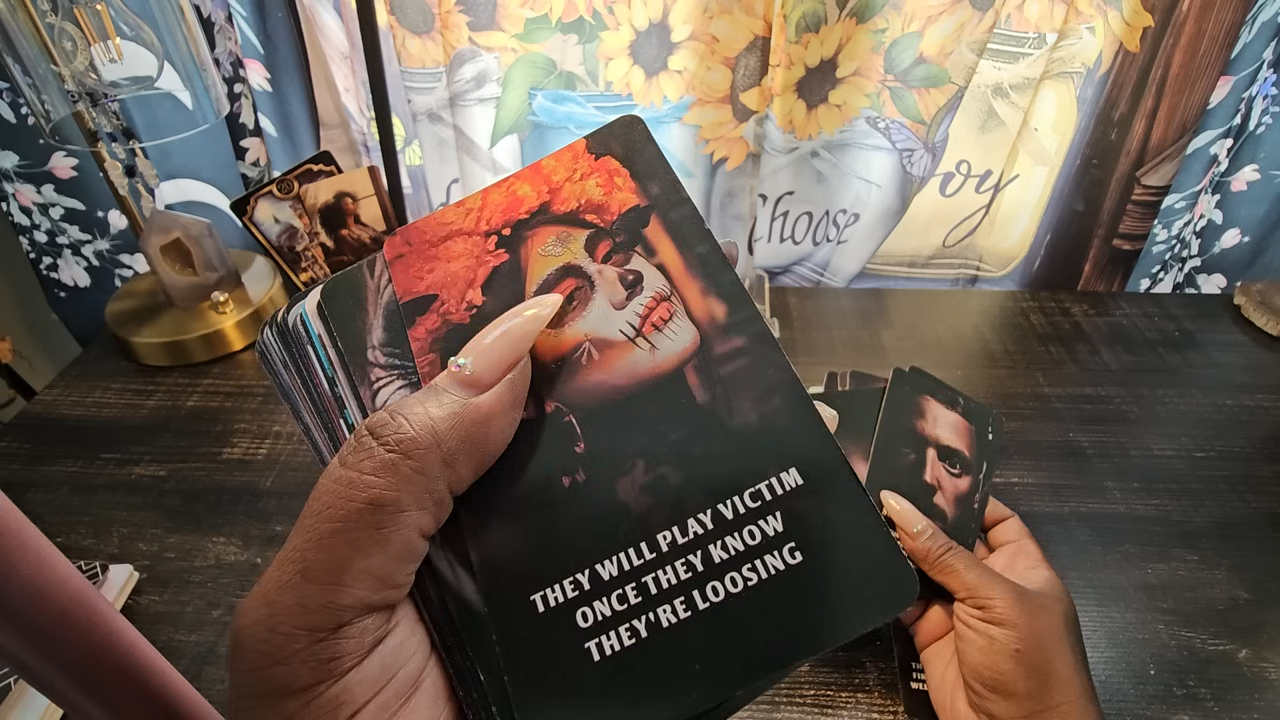 Choose
Joy
THEY WILL PLAY VICTIM
ONCE THEY KNOW
THEY'RE LOOSING